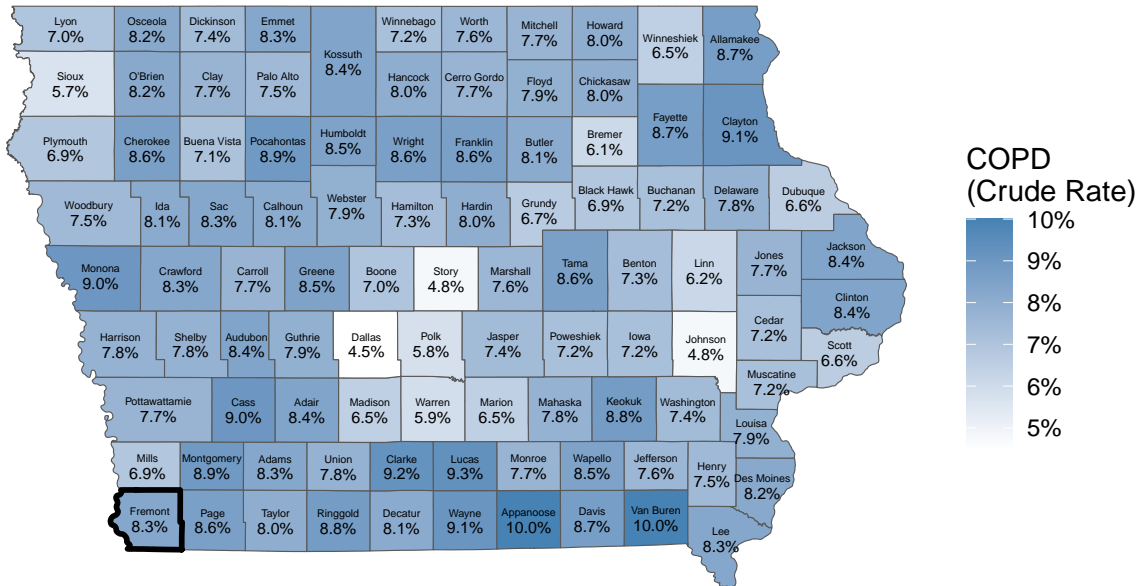 Lyon
7.0%
Osceola
8.2%
Dickinson
7.4%
Emmet
8.3%
Kossuth
8.4%
Winnebago
7.2%
Worth
7.6%
Mitchell
7.7%
Howard
8.0%
Winneshiek
6.5%
Allamakee
8.7%
Sioux
5.7%
O'Brien
8.2%
Clay
7.7%
Palo Alto
7.5%
Hancock
8.0%
Cerro Gordo
7.7%
Floyd
7.9%
Chickasaw
8.0%
Fayette
8.7%
Clayton
9.1%
Plymouth
6.9%
Cherokee
8.6%
Buena Vista
7.1%
Pocahontas
8.9%
Humboldt
8.5%
Wright
8.6%
Franklin
8.6%
Butler
8.1%
Bremer
6.1%
Woodbury
7.5%
Ida
8.1%
Sac
8.3%
Calhoun
8.1%
Webster
7.9%
Hamilton
7.3%
Hardin
8.0%
Grundy
6.7%
Black Hawk
6.9%
Buchanan
7.2%
Delaware
7.8%
Dubuque
6.6%
Monona
9.0%
Crawford
8.3%
Carroll
7.7%
Greene
8.5%
Boone
7.0%
Story
4.8%
Marshall
7.6%
Tama
8.6%
Benton
7.3%
Linn
6.2%
Jones
7.7%
Jackson
8.4%
Clinton
8.4%
Harrison
7.8%
Shelby
7.8%
Audubon
8.4%
Guthrie
7.9%
Dallas
4.5%
Polk
5.8%
Jasper
7.4%
Poweshiek
7.2%
Iowa
7.2%
Johnson
4.8%
Cedar
7.2%
Scott
6.6%
Muscatine
7.2%
Pottawattamie
7.7%
Cass
9.0%
Adair
8.4%
Madison
6.5%
Warren
5.9%
Marion
6.5%
Mahaska
7.8%
Keokuk
8.8%
Washington
7.4%
Louisa
7.9%
Mills
6.9%
Montgomery
8.9%
Adams
8.3%
Union
7.8%
Clarke
9.2%
Lucas
9.3%
Monroe
7.7%
Wapello
8.5%
Jefferson
7.6%
Henry
7.5%
Des Moines
8.2%
Fremont
8.3%
Page
8.6%
Taylor
8.0%
Ringgold
8.8%
Decatur
8.1%
Wayne
9.1%
Appanoose
10.0%
Davis
8.7%
Van Buren
10.0%
Lee
8.3%
COPD
(Crude Rate)
10%
9%
8%
7%
6%
5%